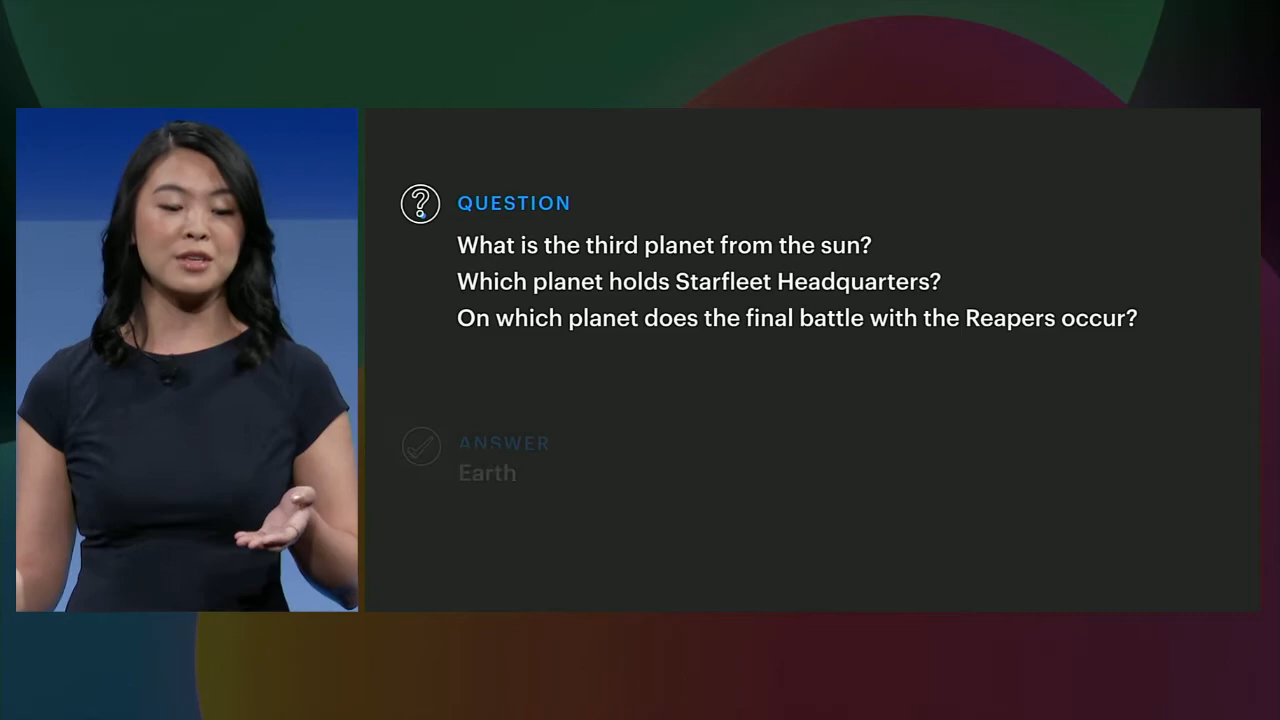 QUESTION
What is the third planet from the sun?
Which planet holds Starfleet Headquarters?
On which planet does the final battle with the Reapers occur?
ANSWER
Earth